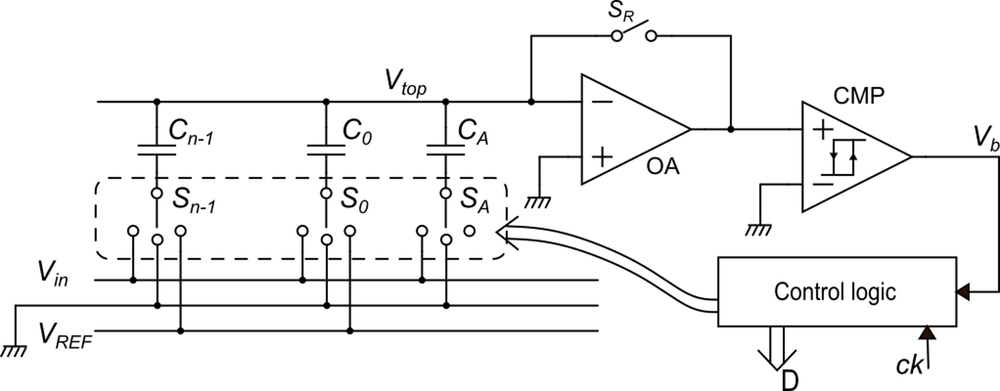 S_R
V_top
CMP
C_n-1
C_0
C_A
+
V_b
OA
S_n-1
S_0
S_A
V_in
Control logic
V_REF
ck
D